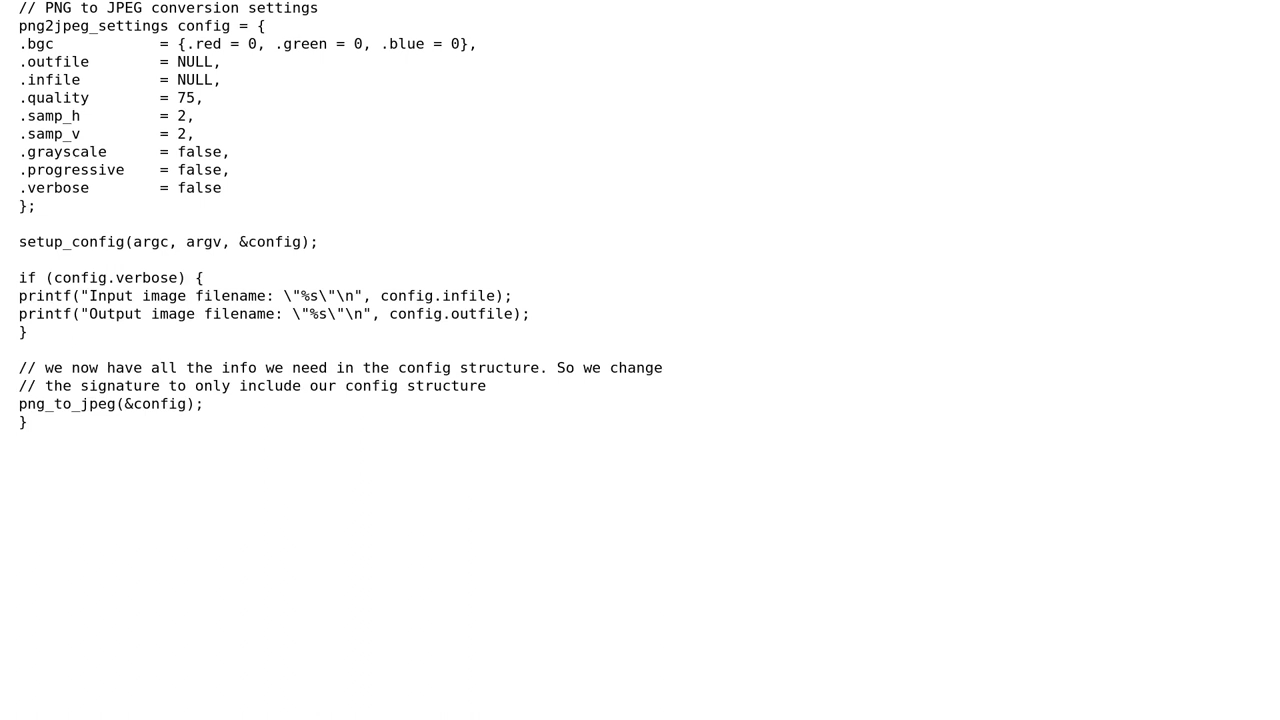 // PNG to JPEG conversion settings
png2jpeg_settings config = {
.bgc            = {.red = 0, .green = 0, .blue = 0},
.outfile        = NULL,
.infile         = NULL,
.quality        = 75,
.samp_h         = 2,
.samp_v         = 2,
.grayscale      = false,
.progressive    = false,
.verbose        = false
};

setup_config(argc, argv, &config);

if (config.verbose) {
printf("Input image filename: \"%s\"\n", config.infile);
printf("Output image filename: \"%s\"\n", config.outfile);
}

// we now have all the info we need in the config structure. So we change
// the signature to only include our config structure
png_to_jpeg(&config);
}